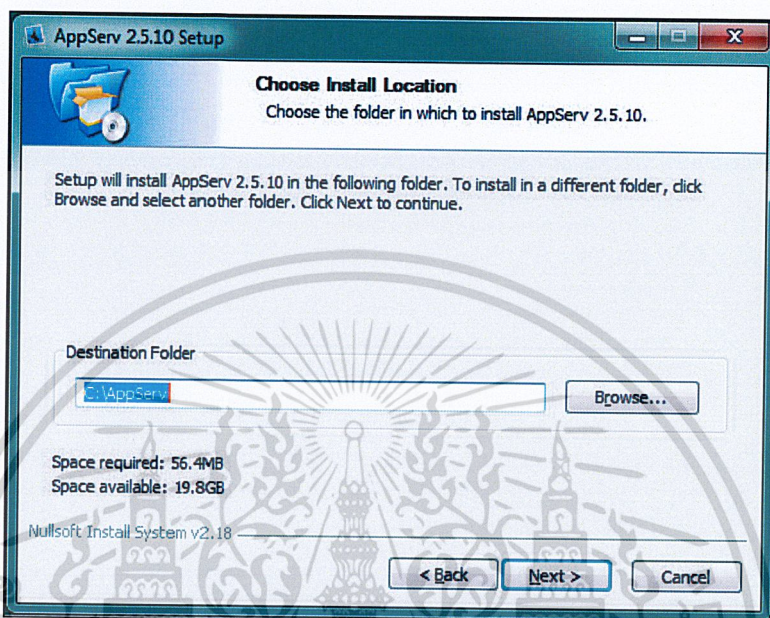 AppServ 2.5.10 Setup
Choose Install Location
Choose the folder in which to install AppServ 2.5.10.
Setup will install AppServ 2.5.10 in the following folder. To install in a different folder, click
Browse and select another folder. Click Next to continue.
Destination Folder
C:\AppServ
Browse...
Space required: 56.4MB
Space available: 19.8GB
Nullsoft Install System v2.18
< Back
Next >
Cancel